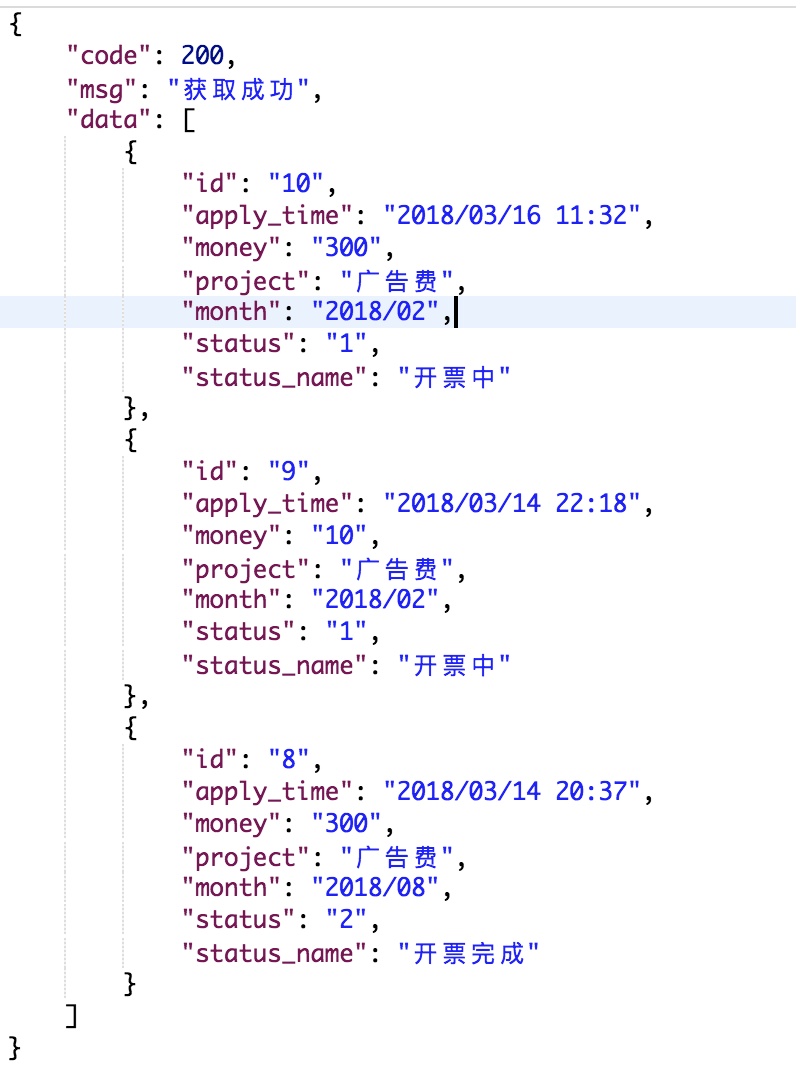 {
    "code": 200,
    "msg": "获取成功",
    "data": [
        {
            "id": "10",
            "apply_time": "2018/03/16 11:32",
            "money": "300",
            "project": "广告费",
            "month": "2018/02",
            "status": "1",
            "status_name": "开票中"
        },
        {
            "id": "9",
            "apply_time": "2018/03/14 22:18",
            "money": "10",
            "project": "广告费",
            "month": "2018/02",
            "status": "1",
            "status_name": "开票中"
        },
        {
            "id": "8",
            "apply_time": "2018/03/14 20:37",
            "money": "300",
            "project": "广告费",
            "month": "2018/08",
            "status": "2",
            "status_name": "开票完成"
        }
    ]
}